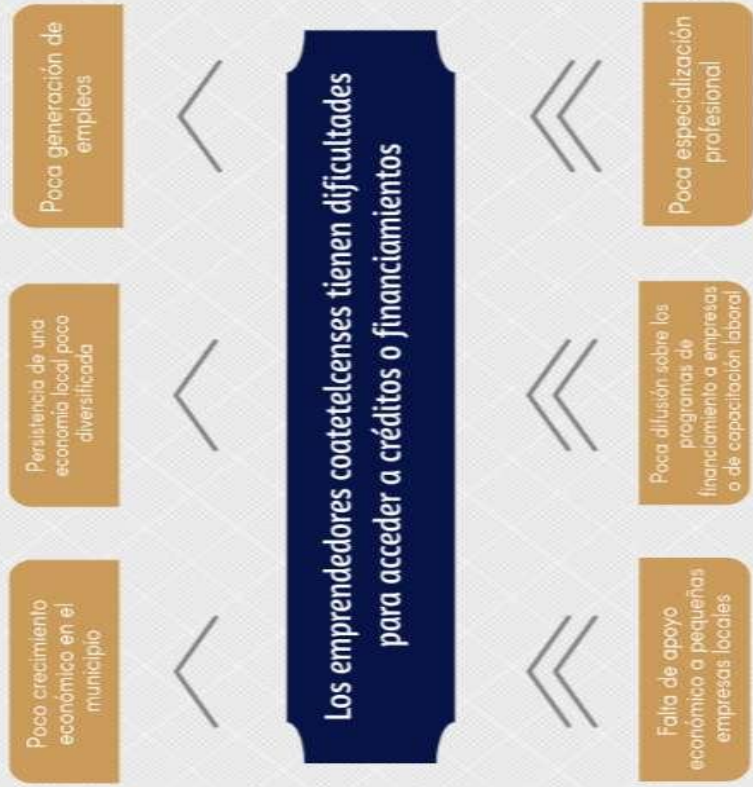 Poco crecimiento
económico en el
municipio
Persistencia de una
economía local poco
diversificada
Poca generación de
empleos
Los emprendedores coatetelcenses tienen dificultades
para acceder a créditos o financiamientos
Falta de apoyo
económico a pequeñas
empresas locales
Poca difusión sobre los
programas de
financiamiento a empresas
o de capacitación laboral
Poca especialización
profesional